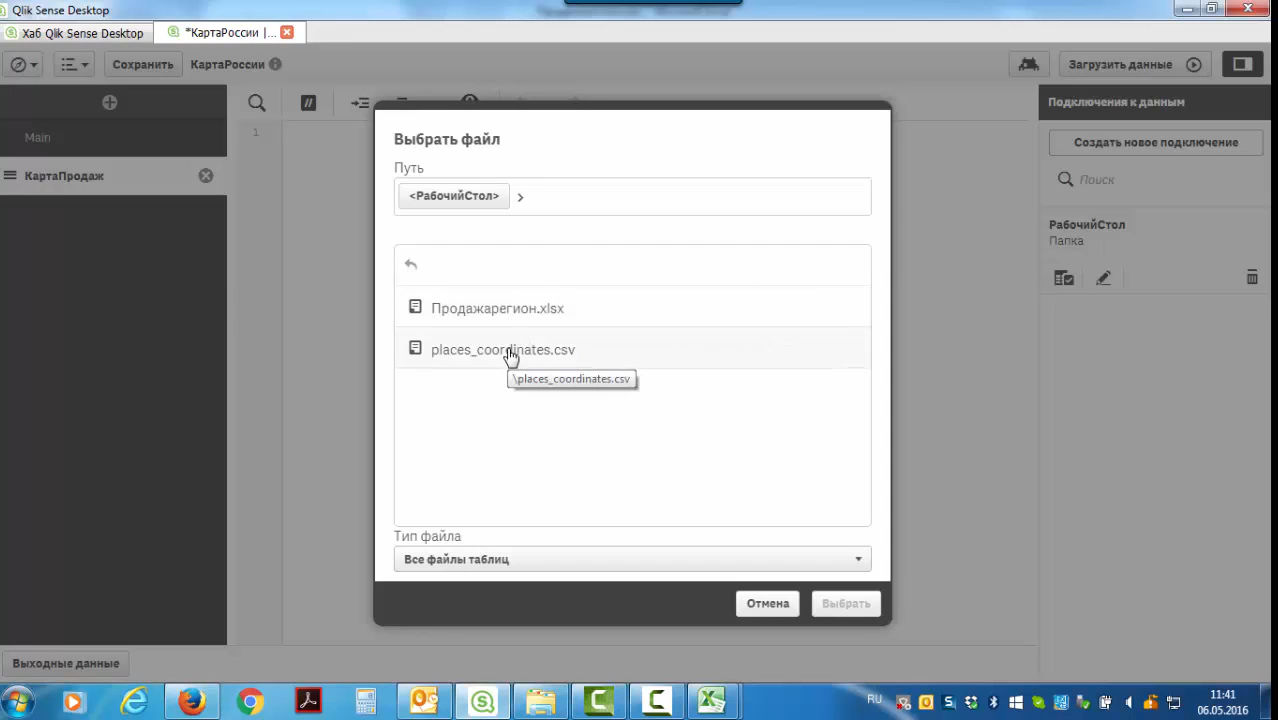 Qlik Sense Desktop
Хаб Qlik Sense Desktop
*КартаРоссии |...
Сохранить
КартаРоссии
Загрузить данные
Main
КартаПродаж
1
Выбрать файл
Путь
<РабочийСтол>
Продажарегион.xlsx
places_coordinates.csv
\places_coordinates.csv
Тип файла
Все файлы таблиц
Отмена
Выбрать
Подключения к данным
Создать новое подключение
Поиск
РабочийСтол
Папка
Выходные данные
RU
11:41
06.05.2016